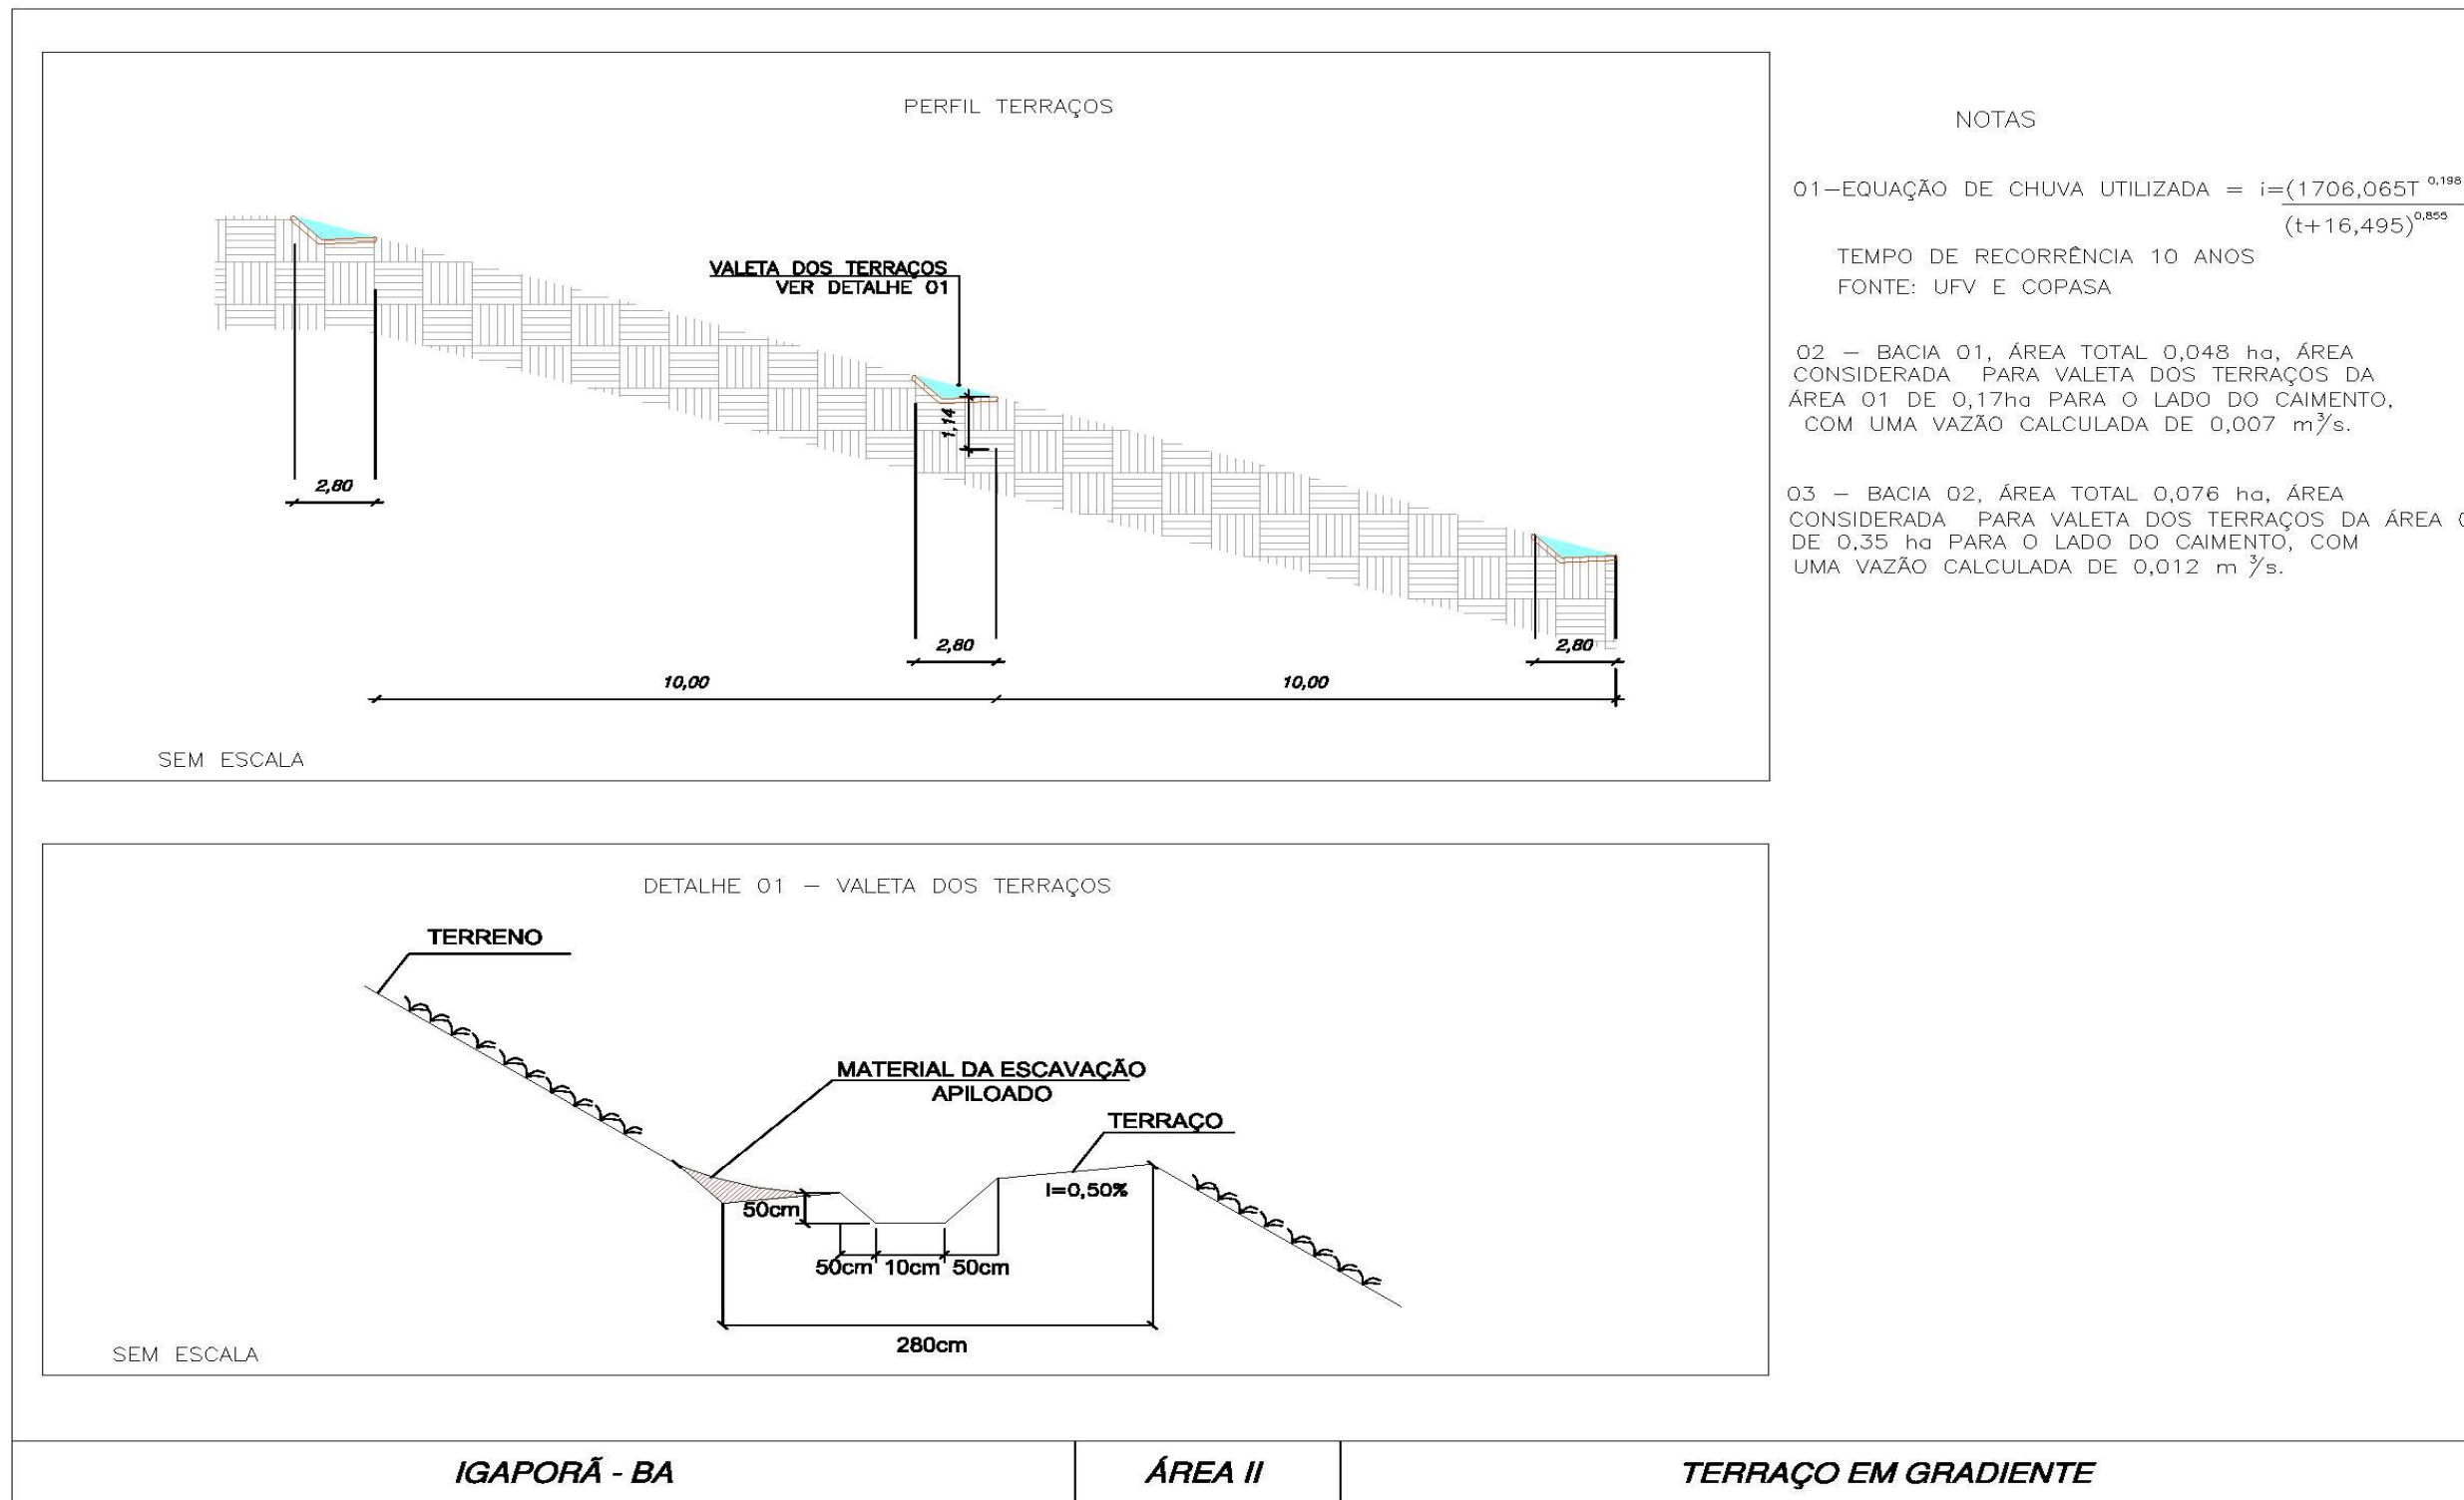 PERFIL TERRAÇOS
VALETA DOS TERRAÇOS
VER DETALHE 01
1,14
2,80
2,80
2,80
10,00
10,00
SEM ESCALA
NOTAS
01-EQUAÇÃO DE CHUVA UTILIZADA = i=(1706,065T 0,198
(t+16,495)0,855
TEMPO DE RECORRÊNCIA 10 ANOS
FONTE: UFV E COPASA
02 - BACIA 01, ÁREA TOTAL 0,048 ha, ÁREA
CONSIDERADA PARA VALETA DOS TERRAÇOS DA
ÁREA 01 DE 0,17ha PARA O LADO DO CAIMENTO,
COM UMA VAZÃO CALCULADA DE 0,007 m³/s.
03 - BACIA 02, ÁREA TOTAL 0,076 ha, ÁREA
CONSIDERADA PARA VALETA DOS TERRAÇOS DA ÁREA
DE 0,35 ha PARA O LADO DO CAIMENTO, COM
UMA VAZÃO CALCULADA DE 0,012 m ³/s.
DETALHE 01 - VALETA DOS TERRAÇOS
TERRENO
MATERIAL DA ESCAVAÇÃO
APILOADO
TERRAÇO
I=0,50%
50cm
50cm 10cm 50cm
280cm
SEM ESCALA
IGAPORÃ - BA
ÁREA II
TERRAÇO EM GRADIENTE